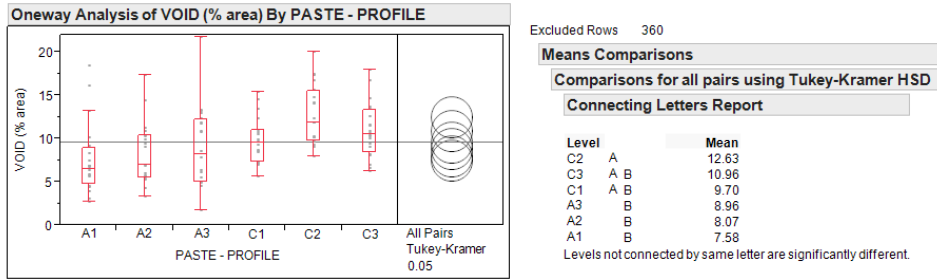 Oneway Analysis of VOID (% area) By PASTE - PROFILE
VOID (% area)
20
15
10
5
0
A1 A2 A3 C1 C2 C3
PASTE - PROFILE
All Pairs
Tukey-Kramer
0.05
Excluded Rows 360
Means Comparisons
Comparisons for all pairs using Tukey-Kramer HSD
Connecting Letters Report
Level Mean
C2 A 12.63
C3 A B 10.96
C1 A B 9.70
A3 B 8.96
A2 B 8.07
A1 B 7.58
Levels not connected by same letter are significantly different.